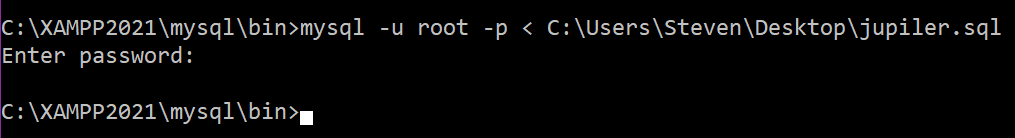 C:\XAMPP2021\mysql\bin>mysql -u root -p < C:\Users\Steven\Desktop\jupiler.sql
Enter password:
C:\XAMPP2021\mysql\bin>